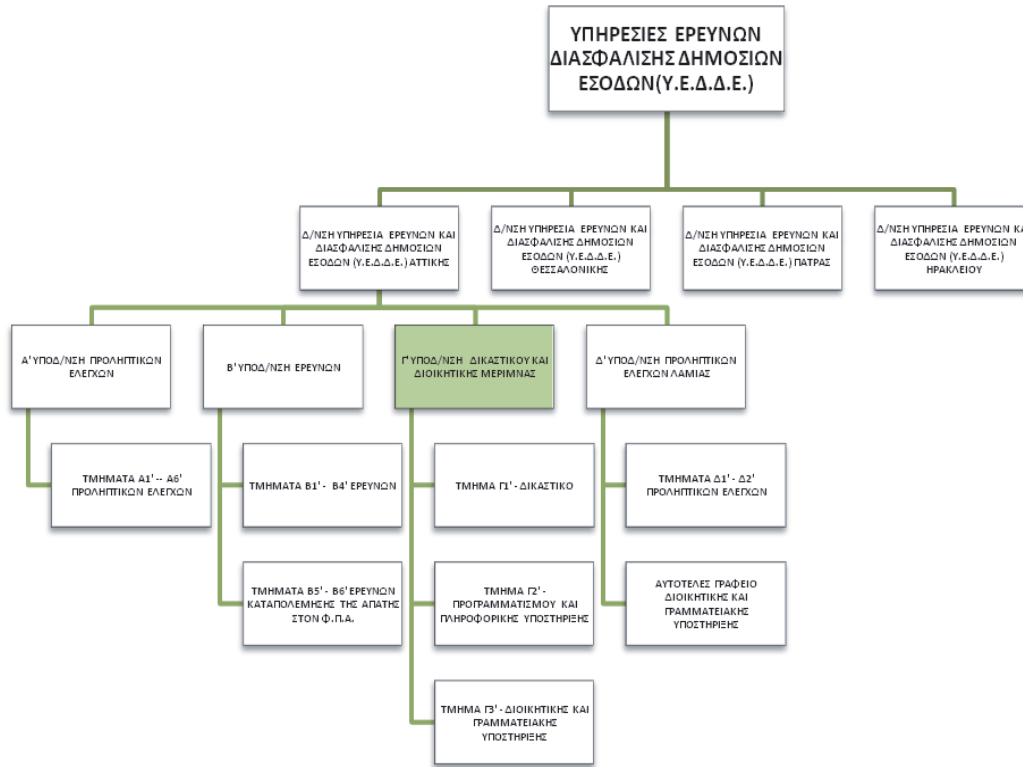 ΥΠΗΡΕΣΙΕΣ ΕΡΕΥΝΩΝ
ΔΙΑΣΦΑΛΙΣΗΣ ΔΗΜΟΣΙΩΝ
ΕΣΟΔΩΝ(Υ.Ε.Δ.Δ.Ε.)
Δ/ΝΣΗ ΥΠΗΡΕΣΙΑ ΕΡΕΥΝΩΝ ΚΑΙ
ΔΙΑΣΦΑΛΙΣΗΣ ΔΗΜΟΣΙΩΝ
ΕΣΟΔΩΝ (Υ.Ε.Δ.Δ.Ε.) ΑΤΤΙΚΗΣ
Δ/ΝΣΗ ΥΠΗΡΕΣΙΑ ΕΡΕΥΝΩΝ ΚΑΙ
ΔΙΑΣΦΑΛΙΣΗΣ ΔΗΜΟΣΙΩΝ
ΕΣΟΔΩΝ (Υ.Ε.Δ.Δ.Ε.)
ΘΕΣΣΑΛΟΝΙΚΗΣ
Δ/ΝΣΗ ΥΠΗΡΕΣΙΑ ΕΡΕΥΝΩΝ ΚΑΙ
ΔΙΑΣΦΑΛΙΣΗΣ ΔΗΜΟΣΙΩΝ
ΕΣΟΔΩΝ (Υ.Ε.Δ.Δ.Ε.) ΠΑΤΡΑΣ
Δ/ΝΣΗ ΥΠΗΡΕΣΙΑ ΕΡΕΥΝΩΝ ΚΑΙ
ΔΙΑΣΦΑΛΙΣΗΣ ΔΗΜΟΣΙΩΝ
ΕΣΟΔΩΝ (Υ.Ε.Δ.Δ.Ε.)
ΗΡΑΚΛΕΙΟΥ
Α'ΥΠΟΔ/ΝΣΗ ΠΡΟΛΗΠΤΙΚΩΝ
ΕΛΕΓΧΩΝ
Β'ΥΠΟΔ/ΝΣΗ ΕΡΕΥΝΩΝ
Γ'ΥΠΟΔ/ΝΣΗ ΔΙΚΑΣΤΙΚΟΥ ΚΑΙ
ΔΙΟΙΚΗΤΙΚΗΣ ΜΕΡΙΜΝΑΣ
Δ'ΥΠΟΔ/ΝΣΗ ΠΡΟΛΗΠΤΙΚΩΝ
ΕΛΕΓΧΩΝ ΛΑΜΙΑΣ
ΤΜΗΜΑΤΑ Α1' -- Α6'
ΠΡΟΛΗΠΤΙΚΩΝ ΕΛΕΓΧΩΝ
ΤΜΗΜΑΤΑ Β1' - Β4' ΕΡΕΥΝΩΝ
ΤΜΗΜΑ Γ1' - ΔΙΚΑΣΤΙΚΟ
ΤΜΗΜΑΤΑ Δ1' - Δ2'
ΠΡΟΛΗΠΤΙΚΩΝ ΕΛΕΓΧΩΝ
ΤΜΗΜΑΤΑ Β5' - Β6' ΕΡΕΥΝΩΝ
ΚΑΤΑΠΟΛΕΜΗΣΗΣ ΤΗΣ ΑΠΑΤΗΣ
ΣΤΟΝ Φ.Π.Α.
ΤΜΗΜΑ Γ2' -
ΠΡΟΓΡΑΜΜΑΤΙΣΜΟΥ ΚΑΙ
ΠΛΗΡΟΦΟΡΙΚΗΣ ΥΠΟΣΤΗΡΙΞΗΣ
ΑΥΤΟΤΕΛΕΣ ΓΡΑΦΕΙΟ
ΔΙΟΙΚΗΤΙΚΗΣ ΚΑΙ
ΓΡΑΜΜΑΤΕΙΑΚΗΣ
ΥΠΟΣΤΗΡΙΞΗΣ
ΤΜΗΜΑ Γ3' - ΔΙΟΙΚΗΤΙΚΗΣ ΚΑΙ
ΓΡΑΜΜΑΤΕΙΑΚΗΣ
ΥΠΟΣΤΗΡΙΞΗΣ